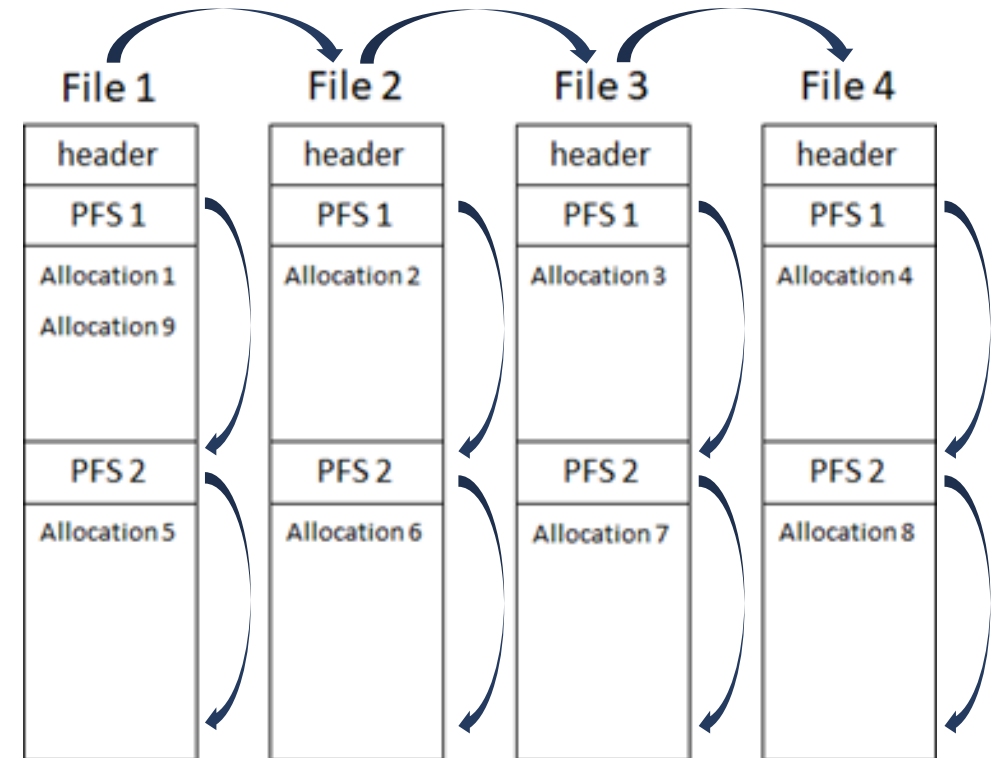 File 1
header
PFS 1
Allocation 1
Allocation 9
PFS 2
Allocation 5
File 2
header
PFS 1
Allocation 2
PFS 2
Allocation 6
File 3
header
PFS 1
Allocation 3
PFS 2
Allocation 7
File 4
header
PFS 1
Allocation 4
PFS 2
Allocation 8